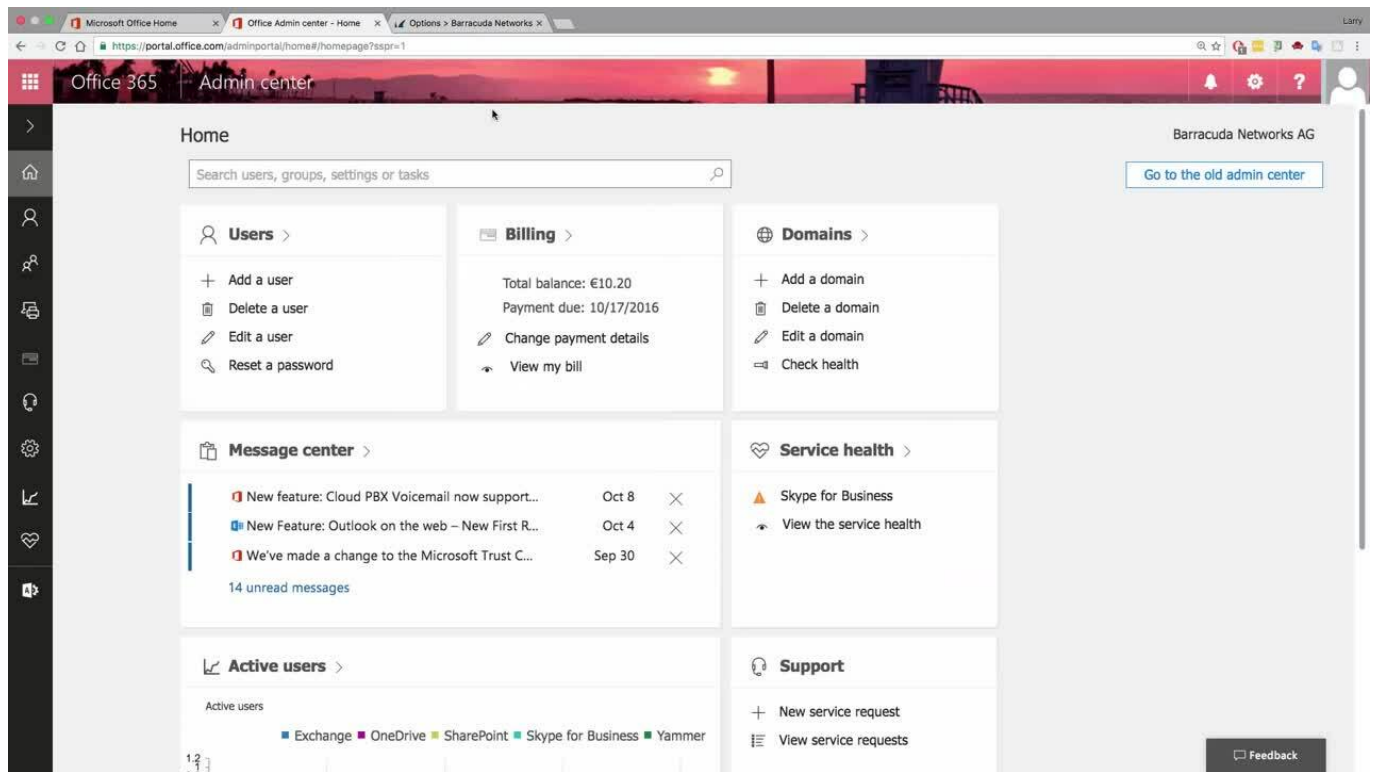 Microsoft Office Home
Office Admin center - Home
Options > Barracuda Networks
Larry
https://portal.office.com/adminportal/home#/homepage?sspr=1
Office 365
Admin center
Home
Barracuda Networks AG
Search users, groups, settings or tasks
Go to the old admin center
Users >
Add a user
Delete a user
Edit a user
Reset a password
Billing >
Total balance: €10.20
Payment due: 10/17/2016
Change payment details
View my bill
Domains >
Add a domain
Delete a domain
Edit a domain
Check health
Message center >
New feature: Cloud PBX Voicemail now support... Oct 8
New Feature: Outlook on the web – New First R... Oct 4
We've made a change to the Microsoft Trust C... Sep 30
14 unread messages
Service health >
Skype for Business
View the service health
Active users >
Active users
Exchange OneDrive SharePoint Skype for Business Yammer
1.2
1
Support
New service request
View service requests
Feedback